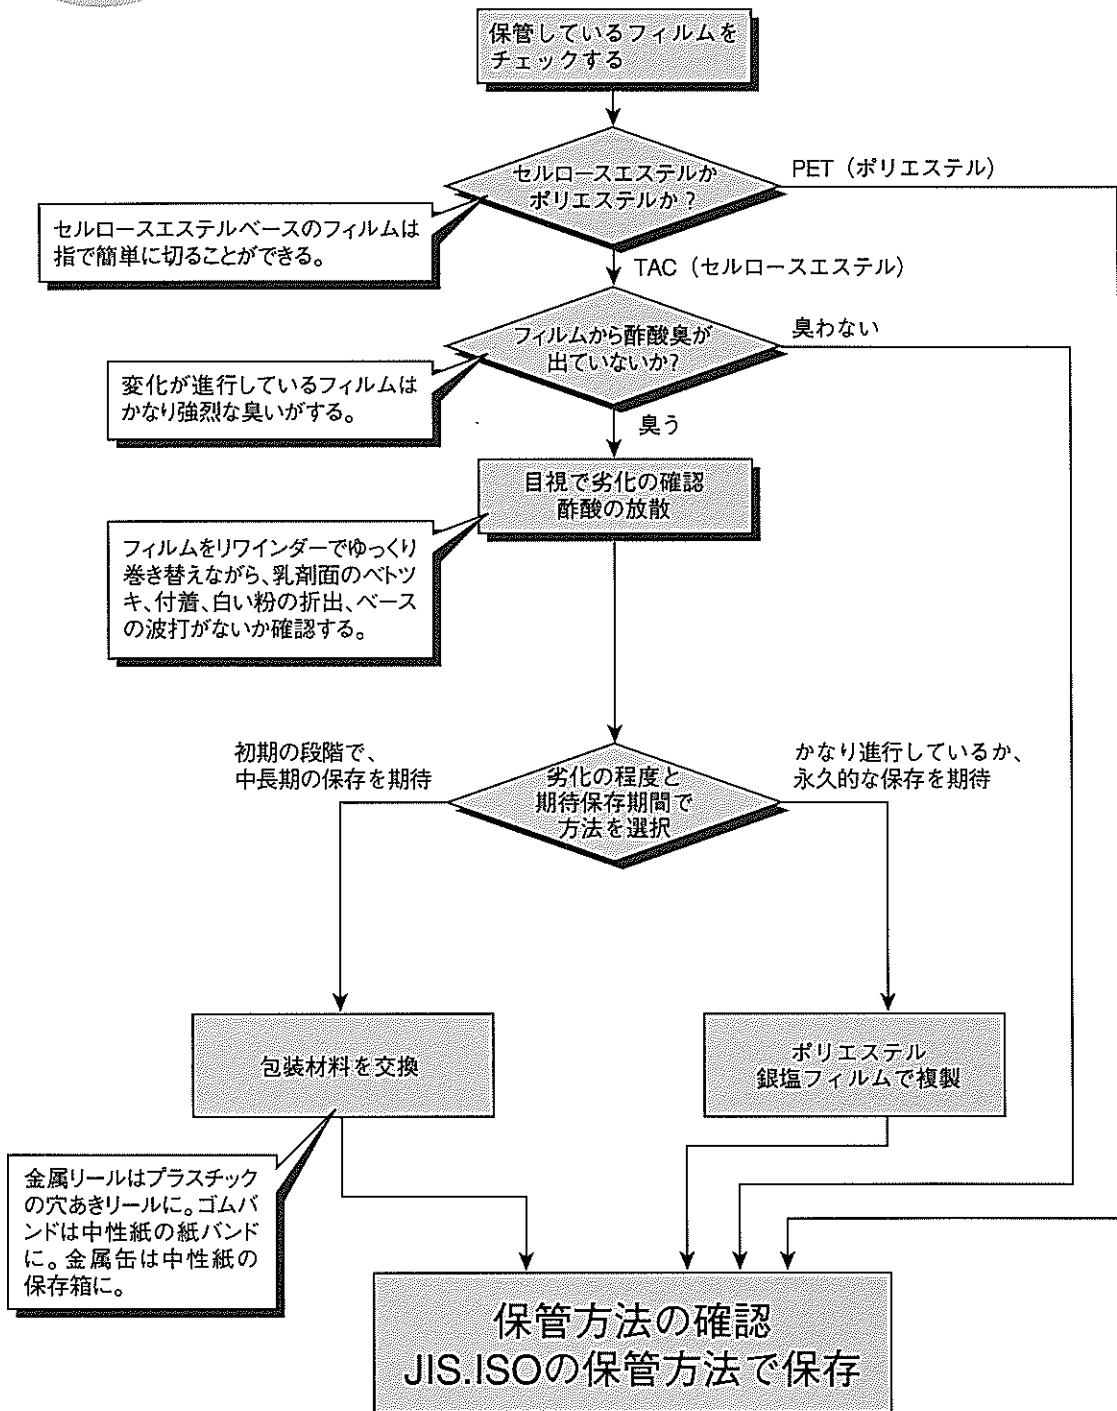 保管しているフィルムを
チェックする
セルロースエステルか
ポリエステルか？
PET（ポリエステル）
セルロースエステルベースのフィルムは
指で簡単に切ることができる。
TAC（セルロースエステル）
フィルムから酢酸臭が
出ていないか?
臭わない
変化が進行しているフィルムは
かなり強烈な臭いがする。
臭う
目視で劣化の確認
酢酸の放散
フィルムをリワインダーでゆっくり
巻き替えながら、乳剤面のベトツ
キ、付着、白い粉の折出、ベース
の波打がないか確認する。
初期の段階で、
中長期の保存を期待
劣化の程度と
期待保存期間で
方法を選択
かなり進行しているか、
永久的な保存を期待
包装材料を交換
ポリエステル
銀塩フィルムで複製
金属リールはプラスチック
の穴あきリールに。ゴムバ
ンドは中性紙の紙バンド
に。金属缶は中性紙の
保存箱に。
保管方法の確認
JIS.ISOの保管方法で保存